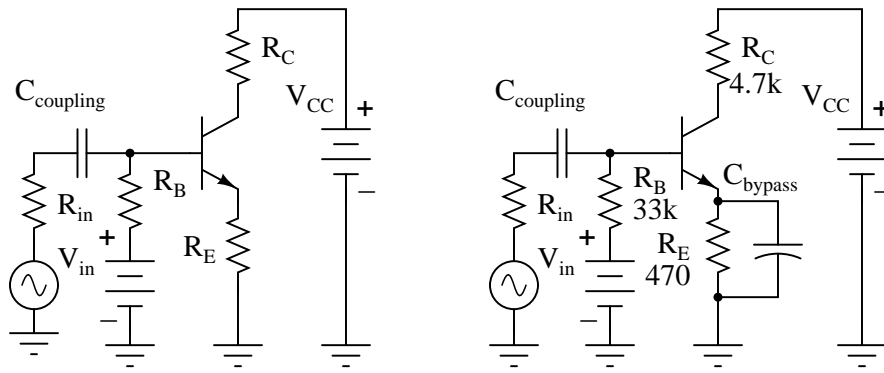 R_C
C_coupling
V_CC
+
−
R_in
R_B
V_in
+
−
R_E
R_C
4.7k
C_coupling
V_CC
+
−
R_in
R_B
33k
C_bypass
V_in
+
−
R_E
470